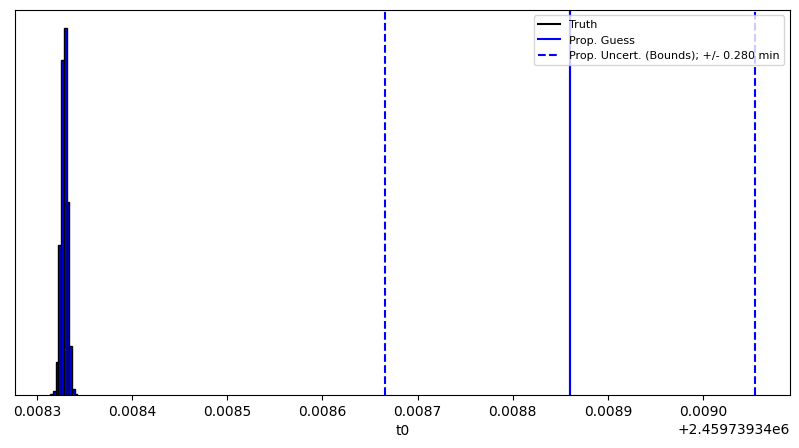 Truth
Prop. Guess
Prop. Uncert. (Bounds); +/- 0.280 min
0.0083 0.0084 0.0085 0.0086 0.0087 0.0088 0.0089 0.0090
t0
+2.45973934e6